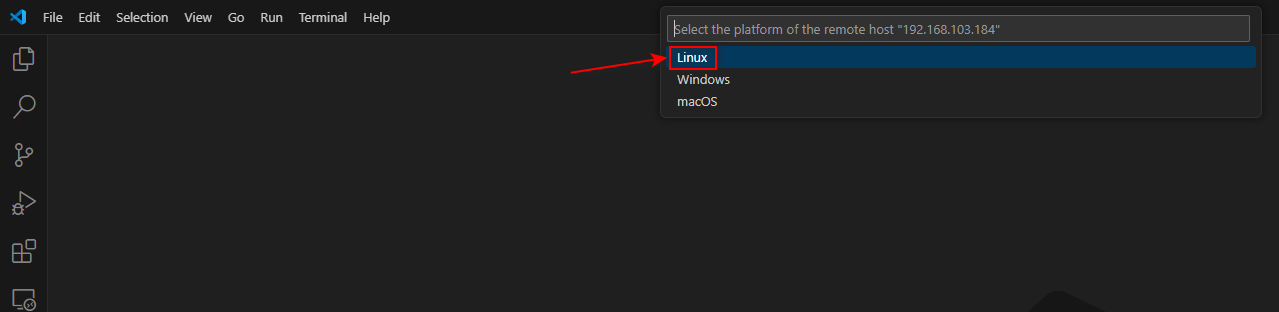 File Edit Selection View Go Run Terminal Help
Select the platform of the remote host "192.168.103.184"
Linux
Windows
macOS